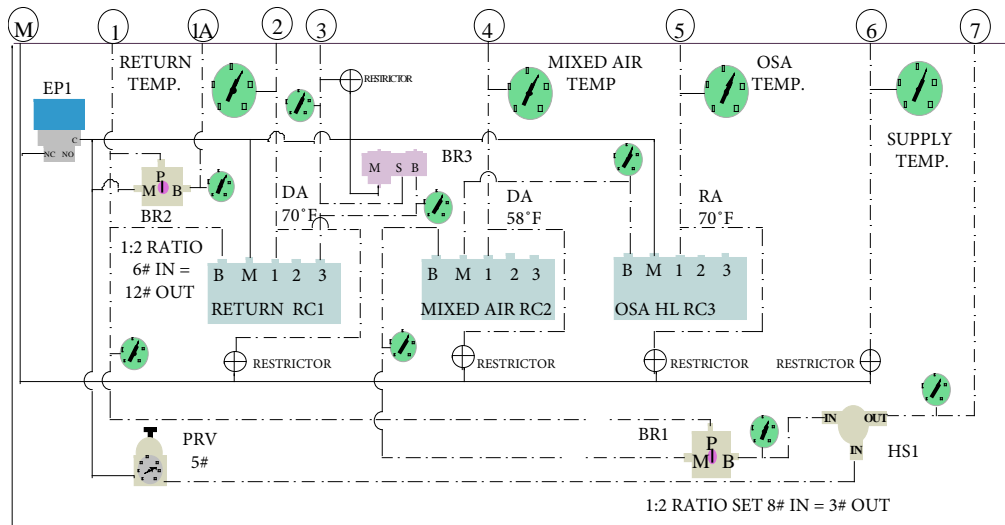 M 1 1A 2 3 4 5 6 7
RETURN TEMP.
RESTRICTOR
MIXED AIR TEMP
OSA TEMP.
SUPPLY TEMP.
EP1
C
NC NO
P
M B
BR2
M S B
BR3
DA 70˚F
DA 58˚F
RA 70˚F
1:2 RATIO
6# IN =
12# OUT
B M 1 2 3
RETURN RC1
B M 1 2 3
MIXED AIR RC2
B M 1 2 3
OSA HL RC3
RESTRICTOR
RESTRICTOR
RESTRICTOR
RESTRICTOR
PRV
5#
BR1
P
M B
IN OUT
IN
HS1
1:2 RATIO SET 8# IN = 3# OUT